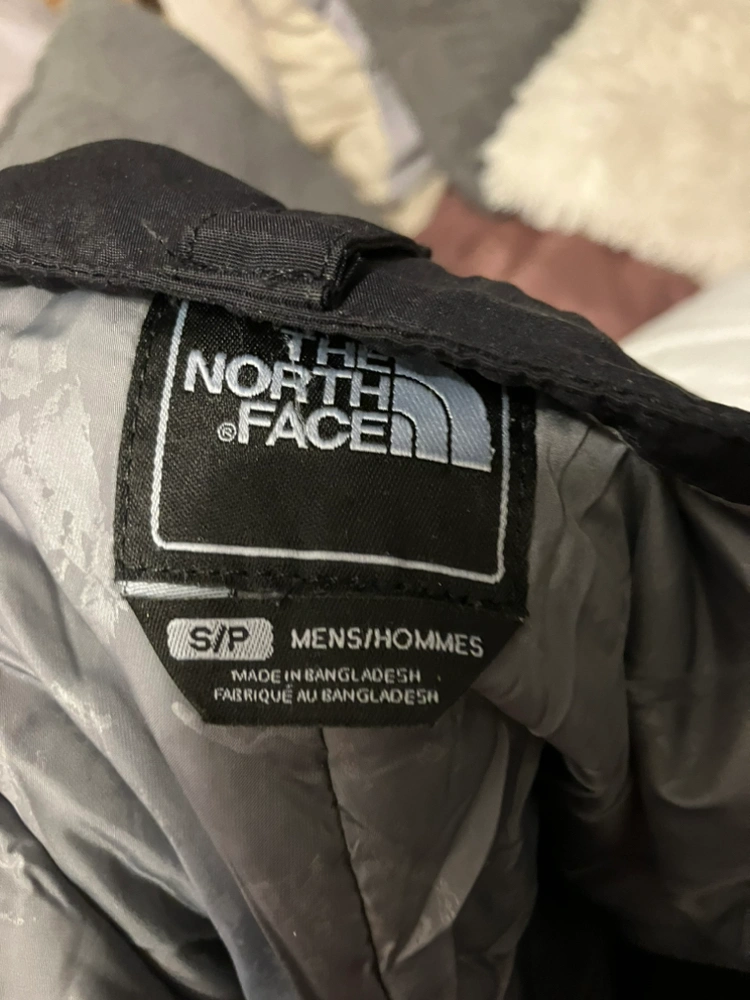 THE
NORTH
®FACE
S/P MENS/HOMMES
MADE IN BANGLADESH
FABRIQUÉ AU BANGLADESH